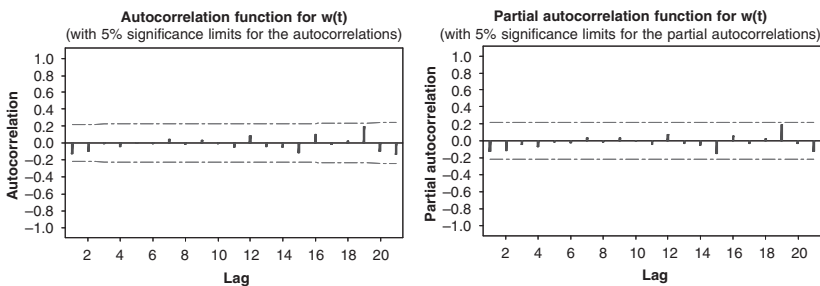 Autocorrelation function for w(t)
(with 5% significance limits for the autocorrelations)
1.0
0.8
0.6
0.4
0.2
0.0
−0.2
−0.4
−0.6
−0.8
−1.0
Autocorrelation
2 4 6 8 10 12 14 16 18 20
Lag
Partial autocorrelation function for w(t)
(with 5% significance limits for the partial autocorrelations)
1.0
0.8
0.6
0.4
0.2
0.0
−0.2
−0.4
−0.6
−0.8
−1.0
Partial autocorrelation
2 4 6 8 10 12 14 16 18 20
Lag